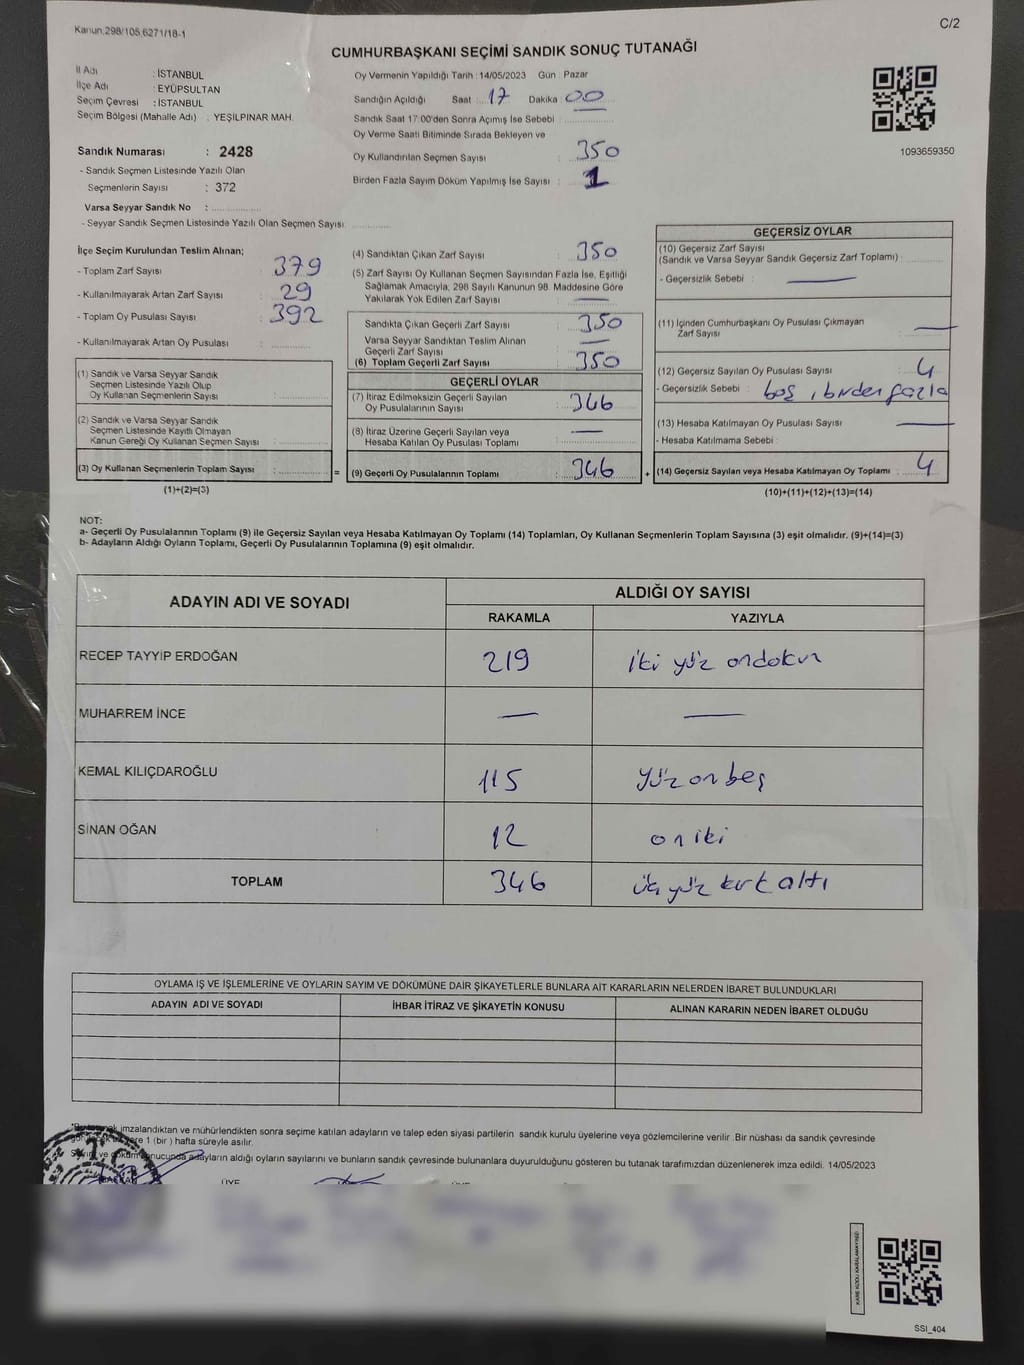 Kanun.298/105,6271/18-1
C/2
CUMHURBAŞKANI SEÇİMİ SANDIK SONUÇ TUTANAĞI
İl Adı : İSTANBUL
İlçe Adı : EYÜPSULTAN
Seçim Çevresi : İSTANBUL
Seçim Bölgesi (Mahalle Adı) : YEŞİLPINAR MAH.
Sandık Numarası : 2428
- Sandık Seçmen Listesinde Yazılı Olan
Seçmenlerin Sayısı : 372
Varsa Seyyar Sandık No :
- Seyyar Sandık Seçmen Listesinde Yazılı Olan Seçmen Sayısı
Oy Vermenin Yapıldığı Tarih : 14/05/2023 Gün : Pazar
Sandığın Açıldığı Saat : 17 Dakika : 00
Sandık Saat 17:00'den Sonra Açımış İse Sebebi :
Oy Verme Saati Bitiminde Sırada Bekleyen ve
Oy Kullandırılan Seçmen Sayısı : 350
Birden Fazla Sayım Döküm Yapılmış İse Sayısı : 1
1093659350
İlçe Seçim Kurulundan Teslim Alınan;
- Toplam Zarf Sayısı : 379
- Kullanılmayarak Artan Zarf Sayısı : 29
- Toplam Oy Pusulası Sayısı : 392
- Kullanılmayarak Artan Oy Pusulası :
(1) Sandık ve Varsa Seyyar Sandık
Seçmen Listesinde Yazılı Olup
Oy Kullanan Seçmenlerin Sayısı :
(2) Sandık ve Varsa Seyyar Sandık
Seçmen Listesinde Kayıtlı Olmayan
Kanun Gereği Oy Kullanan Seçmen Sayısı :
(3) Oy Kullanan Seçmenlerin Toplam Sayısı :
(1)+(2)=(3)
=
(4) Sandıktan Çıkan Zarf Sayısı : 350
(5) Zarf Sayısı Oy Kullanan Seçmen Sayısından Fazla İse, Eşitliği
Sağlamak Amacıyla, 298 Sayılı Kanunun 98. Maddesine Göre
Yakılarak Yok Edilen Zarf Sayısı : —
Sandıkta Çıkan Geçerli Zarf Sayısı : 350
Varsa Seyyar Sandıktan Teslim Alınan
Geçerli Zarf Sayısı : —
(6) Toplam Geçerli Zarf Sayısı : 350
GEÇERLİ OYLAR
(7) İtiraz Edilmeksizin Geçerli Sayılan
Oy Pusulalarının Sayısı : 346
(8) İtiraz Üzerine Geçerli Sayılan veya
Hesaba Katılan Oy Pusulası Toplamı : —
(9) Geçerli Oy Pusulalarının Toplamı : 346
+
GEÇERSİZ OYLAR
(10) Geçersiz Zarf Sayısı
(Sandık ve Varsa Seyyar Sandık Geçersiz Zarf Toplamı) :
- Geçersizlik Sebebi : —
(11) İçinden Cumhurbaşkanı Oy Pusulası Çıkmayan
Zarf Sayısı : —
(12) Geçersiz Sayılan Oy Pusulası Sayısı : 4
- Geçersizlik Sebebi : boş, birden fazla
(13) Hesaba Katılmayan Oy Pusulası Sayısı : —
- Hesaba Katılmama Sebebi :
(14) Geçersiz Sayılan veya Hesaba Katılmayan Oy Toplamı : 4
(10)+(11)+(12)+(13)=(14)
NOT:
a- Geçerli Oy Pusulalarının Toplamı (9) ile Geçersiz Sayılan veya Hesaba Katılmayan Oy Toplamı (14) Toplamları, Oy Kullanan Seçmenlerin Toplam Sayısına (3) eşit olmalıdır. (9)+(14)=(3)
b- Adayların Aldığı Oyların Toplamı, Geçerli Oy Pusulalarının Toplamına (9) eşit olmalıdır.
ADAYIN ADI VE SOYADI
ALDIĞI OY SAYISI
RAKAMLA YAZIYLA
RECEP TAYYİP ERDOĞAN 219 iki yüz ondokuz
MUHARREM İNCE — —
KEMAL KILIÇDAROĞLU 115 yüz on beş
SİNAN OĞAN 12 on iki
TOPLAM 346 üç yüz kırk altı
OYLAMA İŞ VE İŞLEMLERİNE VE OYLARIN SAYIM VE DÖKÜMÜNE DAİR ŞİKAYETLERLE BUNLARA AİT KARARLARIN NELERDEN İBARET BULUNDUKLARI
ADAYIN ADI VE SOYADI İHBAR İTİRAZ VE ŞİKAYETİN KONUSU ALINAN KARARIN NEDEN İBARET OLDUĞU
imzalandıktan ve mühürlendikten sonra seçime katılan adayların ve talep eden siyasi partilerin sandık kurulu üyelerine veya gözlemcilerine verilir .Bir nüshası da sandık çevresinde
1 (bir ) hafta süreyle asılır.
adayların aldığı oyların sayılarını ve bunların sandık çevresinde bulunanlara duyurulduğunu gösteren bu tutanak tarafımızdan düzenlenerek imza edildi. 14/05/2023
ÜYE ÜYE
KARE KODU KARALAMAYINIZ!
SSİ_404